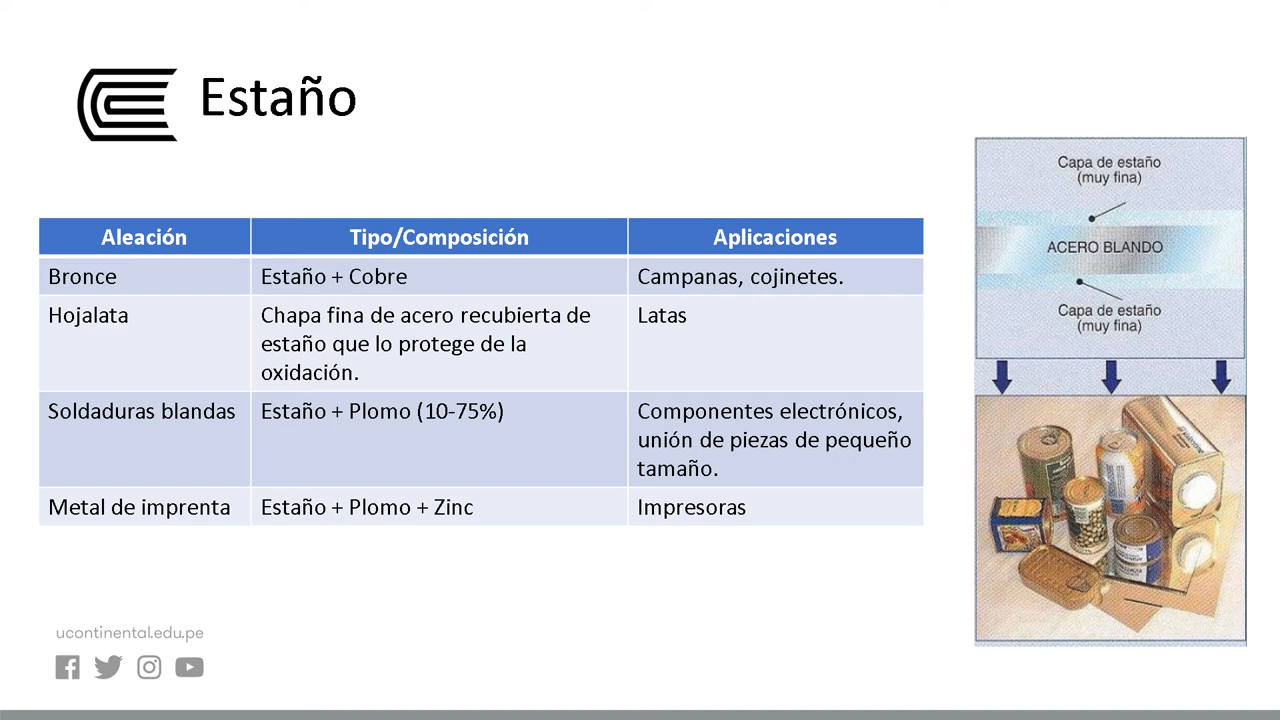 Estaño
Aleación Tipo/Composición Aplicaciones
Bronce Estaño + Cobre Campanas, cojinetes.
Hojalata Chapa fina de acero recubierta de Latas
estaño que lo protege de la
oxidación.
Soldaduras blandas Estaño + Plomo (10-75%) Componentes electrónicos,
unión de piezas de pequeño
tamaño.
Metal de imprenta Estaño + Plomo + Zinc Impresoras
Capa de estaño
(muy fina)
ACERO BLANDO
Capa de estaño
(muy fina)
ucontinental.edu.pe